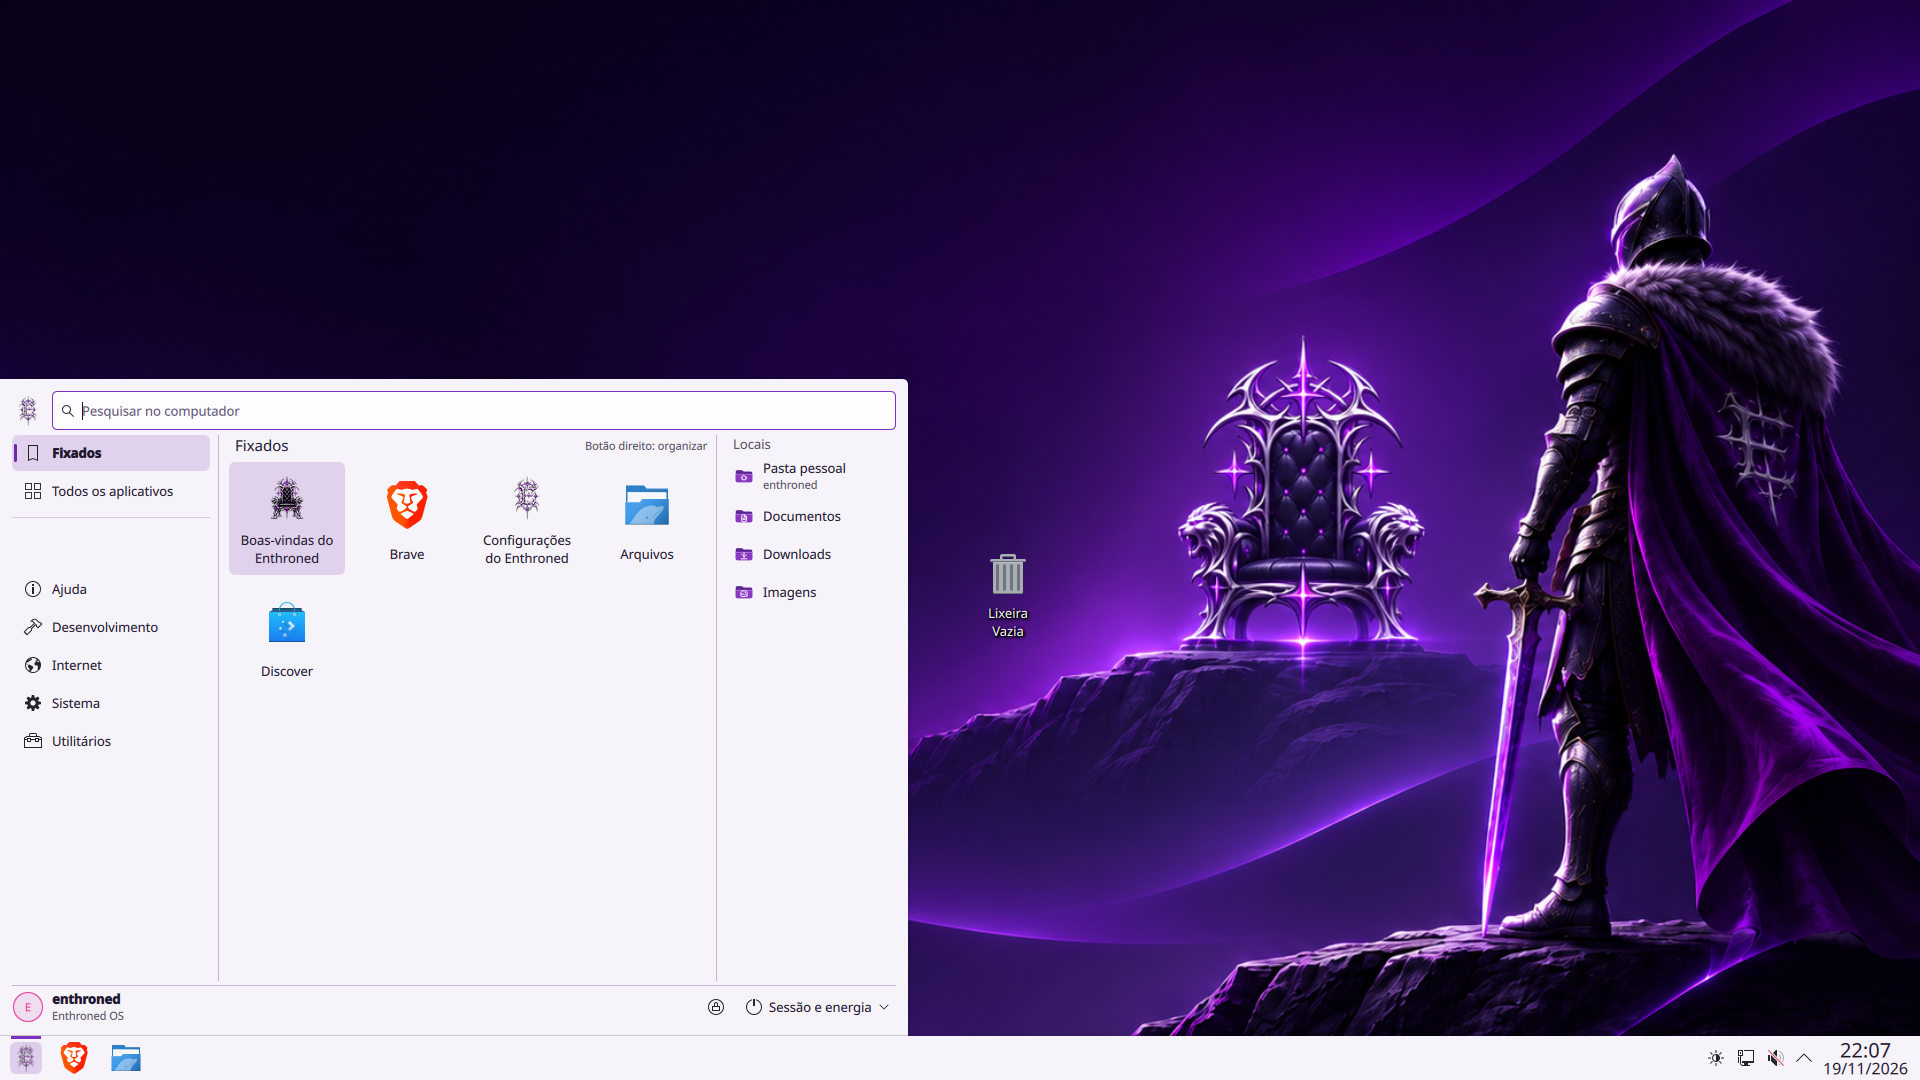 Pesquisar no computador
Fixados
Todos os aplicativos
Ajuda
Desenvolvimento
Internet
Sistema
Utilitários
Fixados
Botão direito: organizar
Boas-vindas do
Enthroned
Brave
Configurações
do Enthroned
Arquivos
Discover
Locais
Pasta pessoal
enthroned
Documentos
Downloads
Imagens
Lixeira
Vazia
E
enthroned
Enthroned OS
Sessão e energia
22:07
19/11/2026